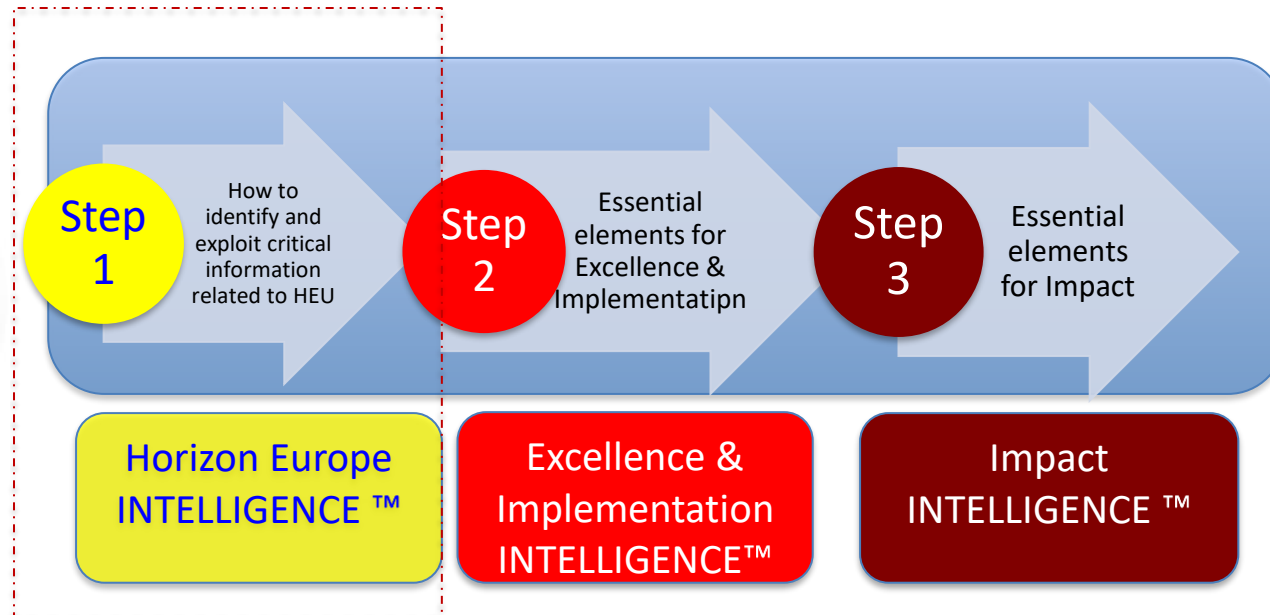 Step
1
How to
identify and
exploit critical
information
related to HEU
Step
2
Essential
elements for
Excellence &
Implementatipn
Step
3
Essential
elements
for Impact
Horizon Europe
INTELLIGENCE ™
Excellence &
Implementation
INTELLIGENCE™
Impact
INTELLIGENCE ™